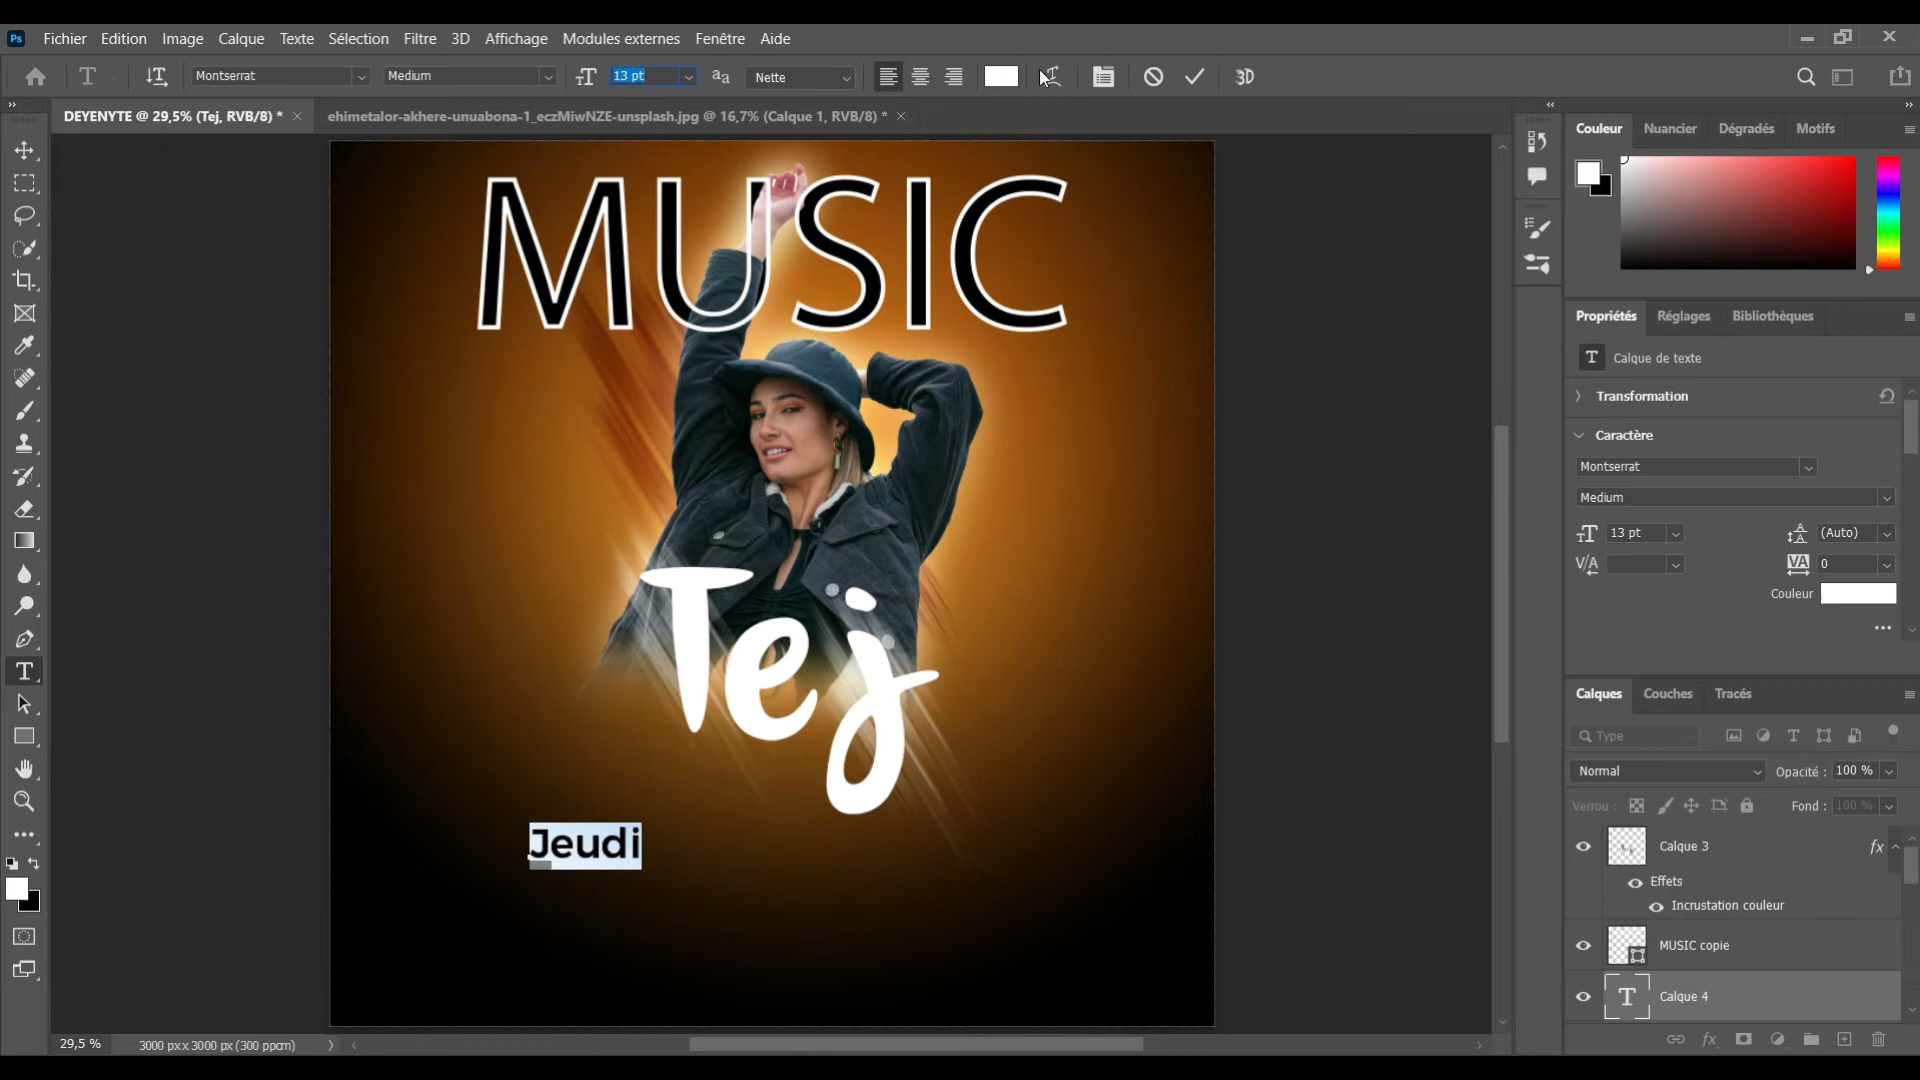 Ps Fichier Edition Image Calque Texte Sélection Filtre 3D Affichage Modules externes Fenêtre Aide
Montserrat Medium 13 pt aa Nette 3D
DEYENYTE @ 29,5% (Tej, RVB/8) * ehimetalor-akhere-unuabona-1_eczMiwNZE-unsplash.jpg @ 16,7% (Calque 1, RVB/8) *
Couleur Nuancier Dégradés Motifs
MUSIC
Propriétés Réglages Bibliothèques
Calque de texte
Transformation
Caractère
Montserrat
Medium
13 pt (Auto)
V/A VA 0
Couleur
Tej
Calques Couches Tracés
Type
Normal Opacité : 100 %
Verrou : Fond : 100 %
Jeudi
Calque 3 fx
Effets
Incrustation couleur
MUSIC copie
Calque 4
29,5 % 3000 px x 3000 px (300 ppcm)
fx